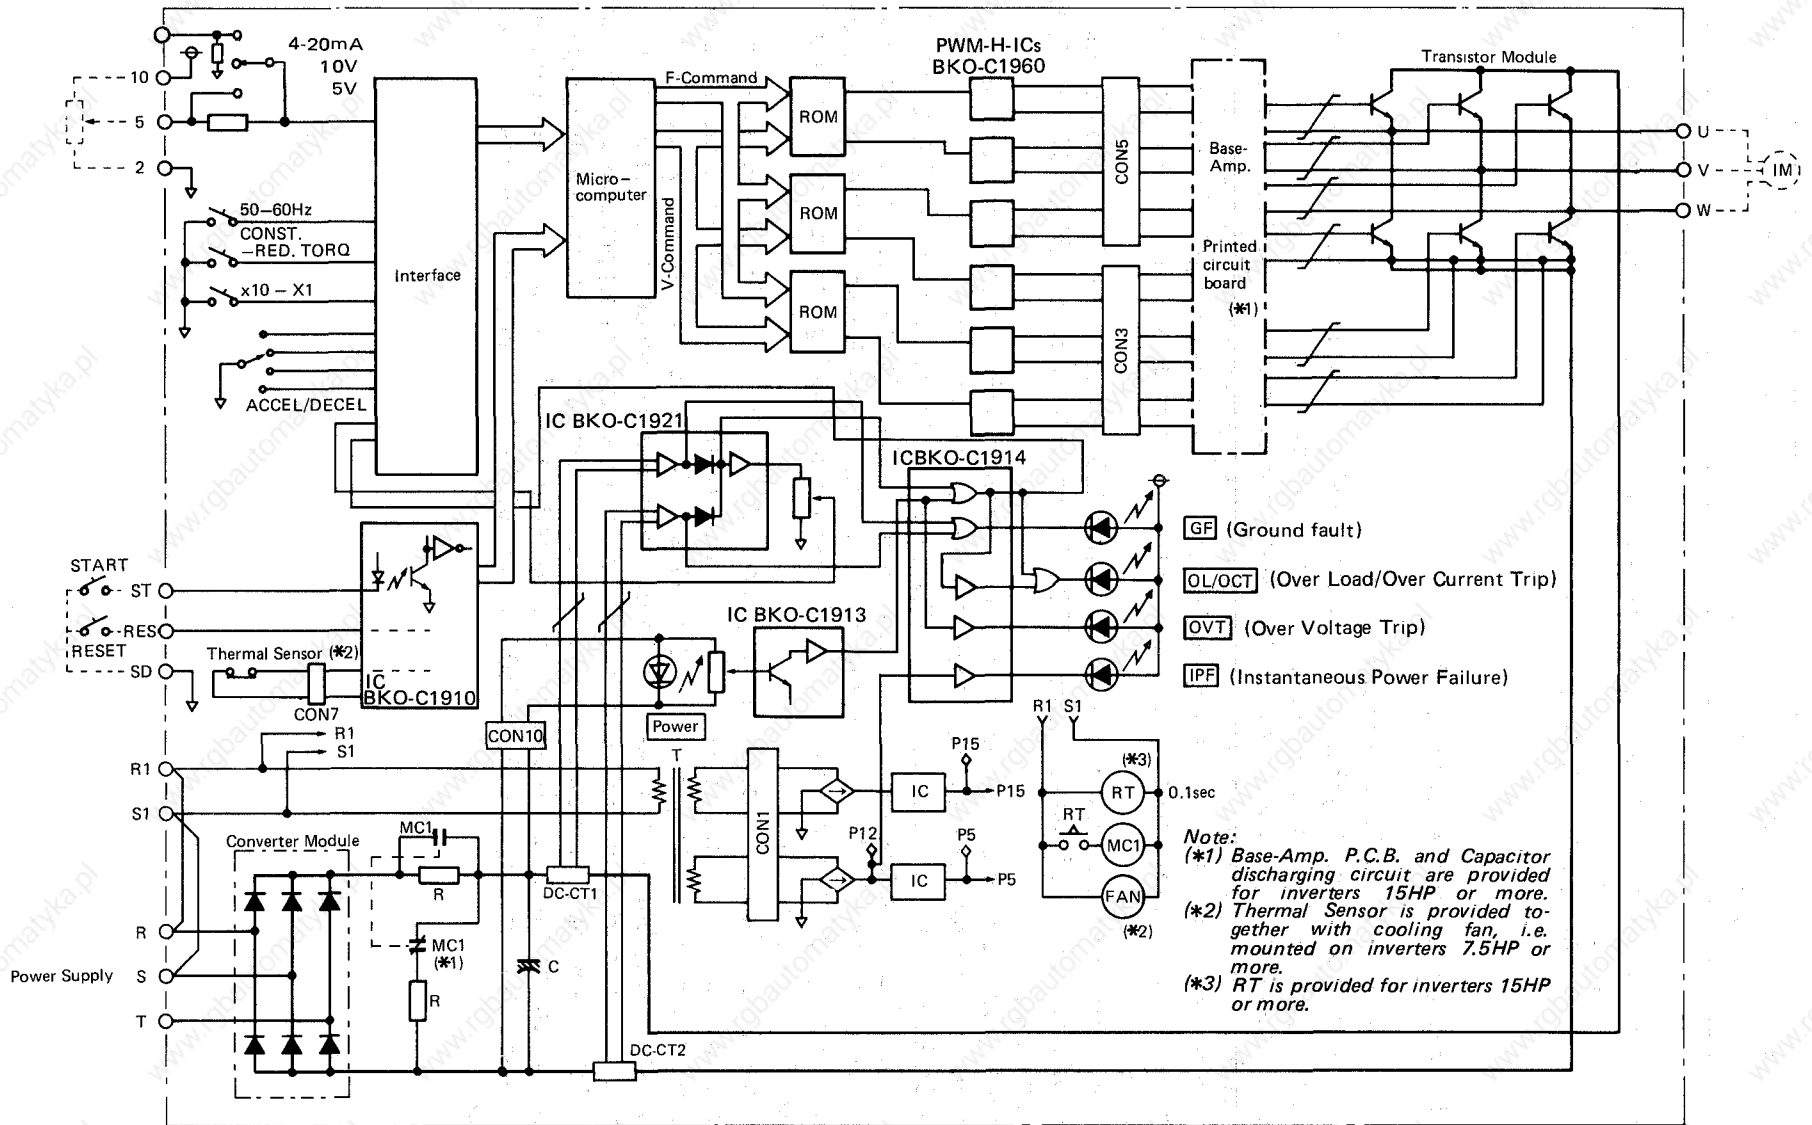 4-20mA
10V
5V
10
5
2
50–60Hz
CONST.
–RED. TORQ
x10 – X1
ACCEL/DECEL
Interface
Micro–
computer
F-Command
V-Command
ROM
ROM
ROM
PWM-H-ICs
BKO-C1960
CON5
CON3
Base-
Amp.
Printed
circuit
board
(*1)
Transistor Module
U
V
W
IM
IC BKO-C1921
ICBKO-C1914
GF (Ground fault)
OL/OCT (Over Load/Over Current Trip)
OVT (Over Voltage Trip)
IPF (Instantaneous Power Failure)
START
ST
RES
RESET
SD
Thermal Sensor (*2)
CON7
IC
BKO-C1910
IC BKO-C1913
CON10
Power
R1
S1
R1
S1
T
CON1
P15
IC
P15
P12
P5
IC
P5
R1 S1
(*3)
RT
0.1sec
RT
MC1
FAN
(*2)
Converter Module
MC1
R
DC-CT1
MC1
(*1)
R
C
DC-CT2
R
Power Supply S
T
Note:
(*1) Base-Amp. P.C.B. and Capacitor
discharging circuit are provided
for inverters 15HP or more.
(*2) Thermal Sensor is provided to-
gether with cooling fan, i.e.
mounted on inverters 7.5HP or
more.
(*3) RT is provided for inverters 15HP
or more.
www.rgbautomatyka.pl